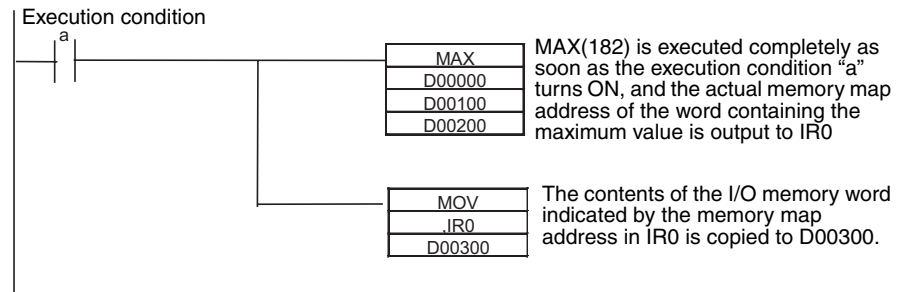 Execution condition
a
MAX
D00000
D00100
D00200
MAX(182) is executed completely as
soon as the execution condition “a”
turns ON, and the actual memory map
address of the word containing the
maximum value is output to IR0
MOV
,IR0
D00300
The contents of the I/O memory word
indicated by the memory map
address in IR0 is copied to D00300.